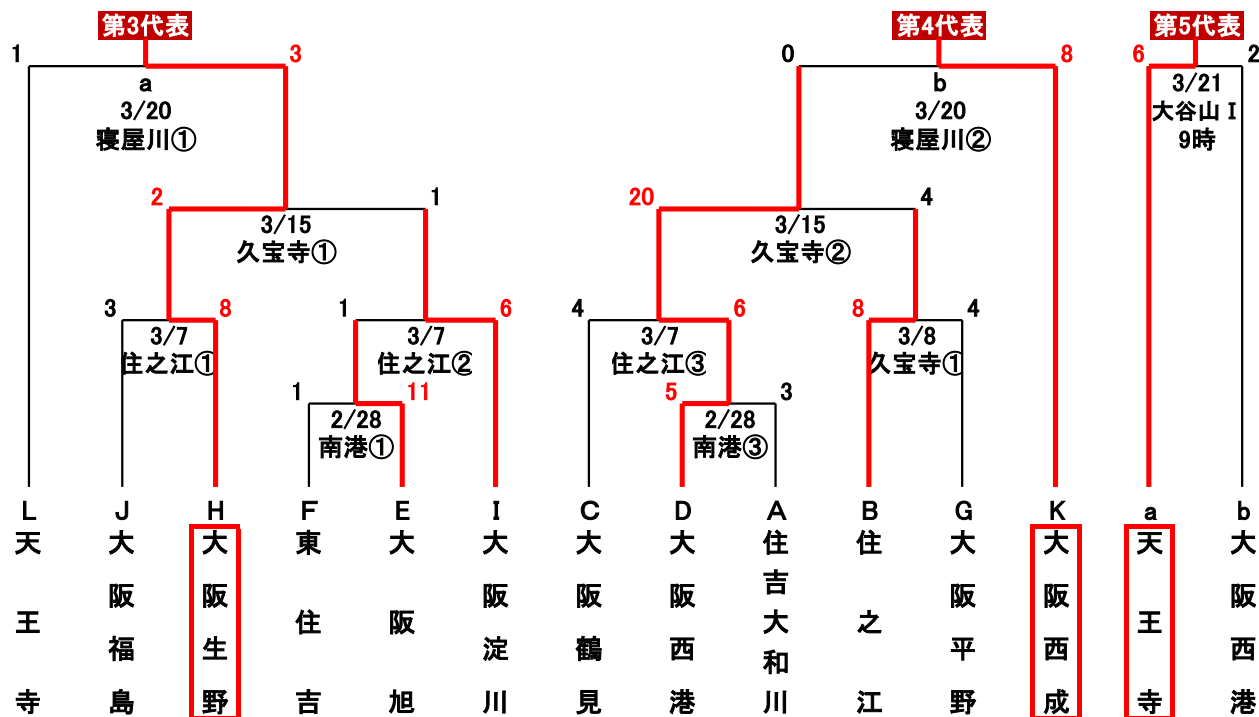 第3代表 第4代表 第5代表
1 3 0 8 6 2
a b 3/21
3/20 3/20 大谷山Ⅰ
寝屋川① 寝屋川② 9時
2 1 20 4
3/15 3/15
久宝寺① 久宝寺②
3 8 1 6 4 6 8 4
3/7 3/7 3/7 3/8
住之江① 住之江② 住之江③ 久宝寺①
1 11 5 3
2/28 2/28
南港① 南港③
L J H F E I C D A B G K a b
天王寺
大阪福島
大阪生野
東住吉
大阪旭
大阪淀川
大阪鶴見
大阪西港
住吉大和川
住之江
大阪平野
大阪西成
天王寺
大阪西港